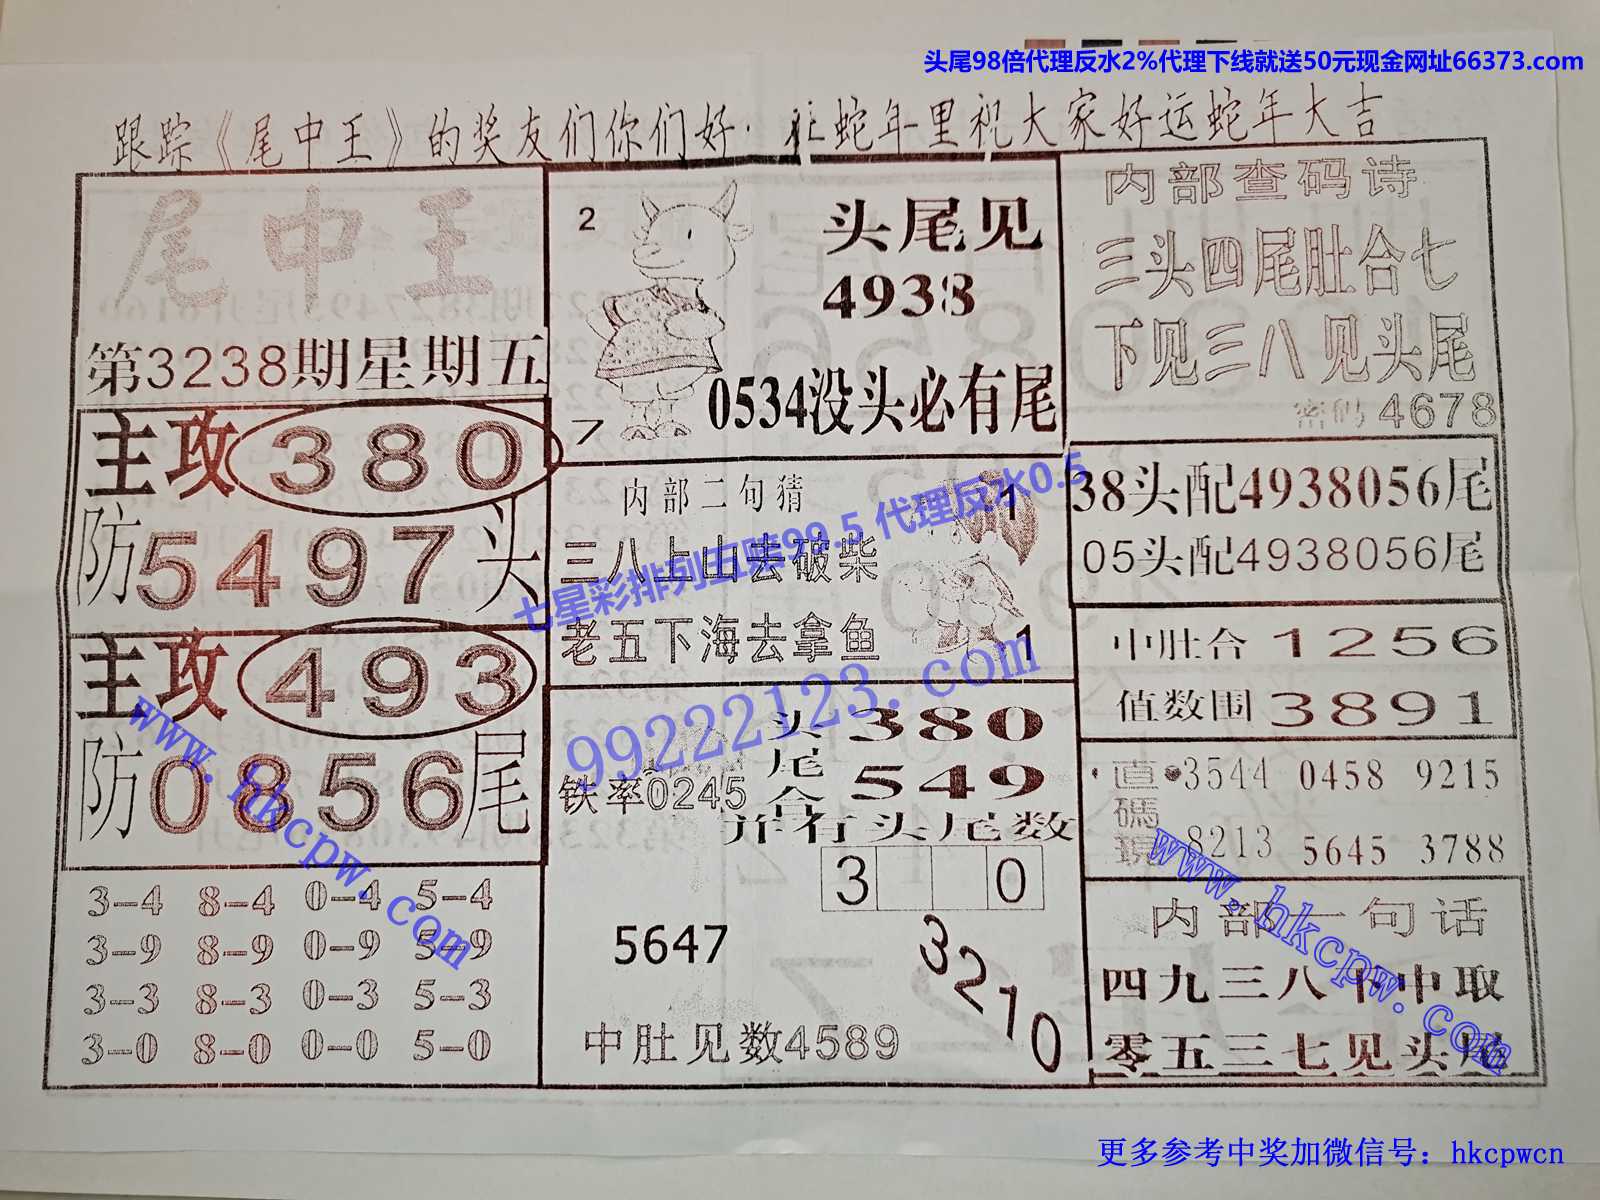 头尾98倍代理反水2%代理下线就送50元现金网址66373.com
跟踪《尾中王》的奖友们你们好·在蛇年里祝大家好运蛇年大吉
尾中王
第3238期星期五
主攻380
防5497头
主攻493
防0856尾
3-4 8-4 0-4 5-4
3-9 8-9 0-9 5-9
3-3 8-3 0-3 5-3
3-0 8-0 0-0 5-0
2
头尾见
4938
0534没头必有尾
7
内部二句猜
三八上山去破柴
老五下海去拿鱼
1
1
七星彩排列五赔99.5 代理反水0.5
99222123.com
头380
尾549
合
铁率0245
并有头尾数
3 0
5647
3210
中肚见数4589
内部查码诗
三头四尾肚合七
下见三八见头尾
密码4678
38头配4938056尾
05头配4938056尾
中肚合1256
值数围3891
直碼現
3544 0458 9215
8213 5645 3788
内部一句话
四九三八卡中取
零五三七见头尾
www.hkcpw.com
www.hkcpw.com
更多参考中奖加微信号：hkcpwcn